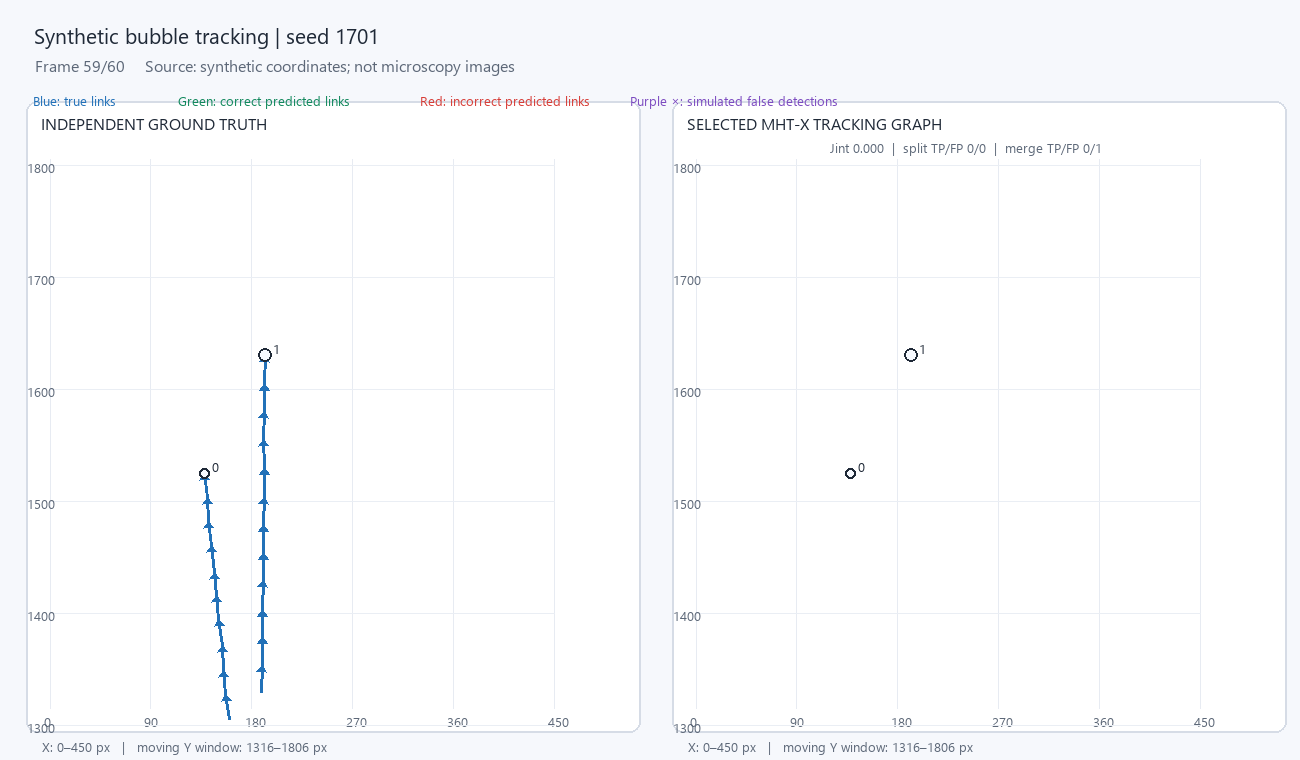 Synthetic bubble tracking | seed 1701
Frame 59/60 Source: synthetic coordinates; not microscopy images
Blue: true links Green: correct predicted links Red: incorrect predicted links Purple ×: simulated false detections
INDEPENDENT GROUND TRUTH
1800
1700
1600
1500
1400
1300
1
0
0 90 180 270 360 450
X: 0–450 px | moving Y window: 1316–1806 px
SELECTED MHT-X TRACKING GRAPH
Jint 0.000 | split TP/FP 0/0 | merge TP/FP 0/1
1800
1700
1600
1500
1400
1300
1
0
0 90 180 270 360 450
X: 0–450 px | moving Y window: 1316–1806 px